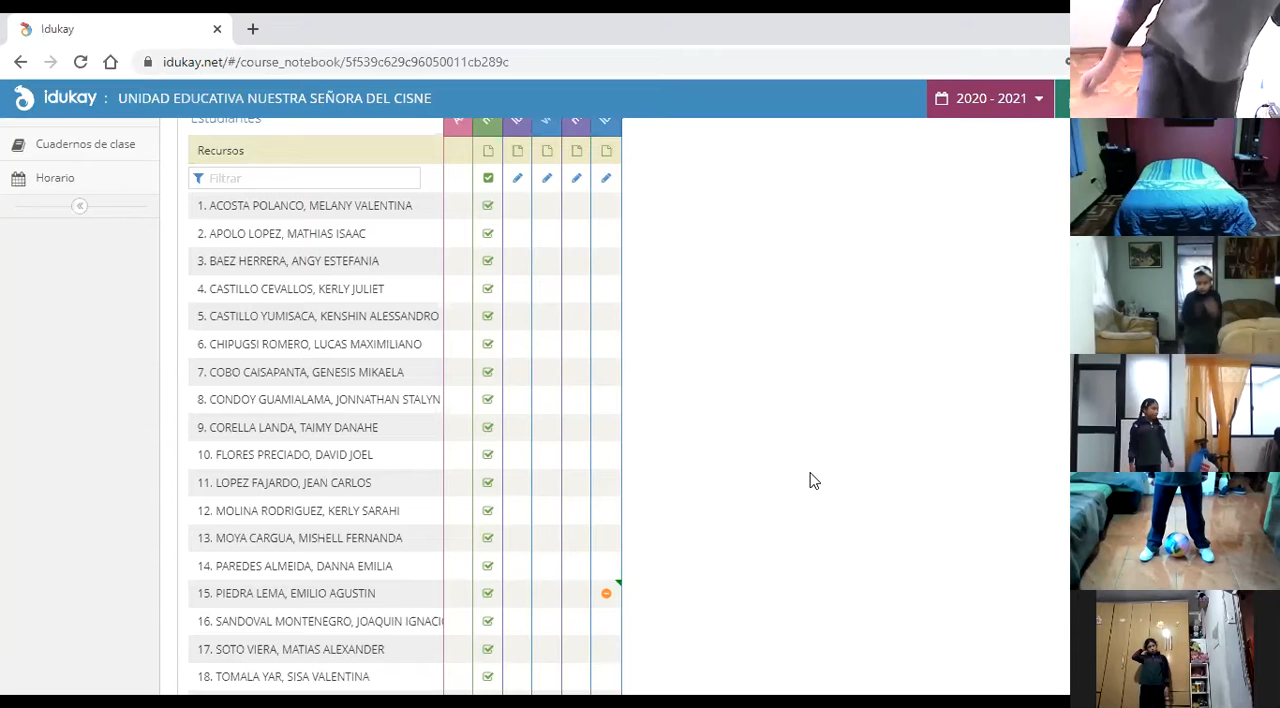 Idukay
idukay.net/#/course_notebook/5f539c629c96050011cb289c
idukay : UNIDAD EDUCATIVA NUESTRA SEÑORA DEL CISNE
2020 - 2021
Cuadernos de clase
Horario
Estudiantes
Recursos
Filtrar
1. ACOSTA POLANCO, MELANY VALENTINA
2. APOLO LOPEZ, MATHIAS ISAAC
3. BAEZ HERRERA, ANGY ESTEFANIA
4. CASTILLO CEVALLOS, KERLY JULIET
5. CASTILLO YUMISACA, KENSHIN ALESSANDRO
6. CHIPUGSI ROMERO, LUCAS MAXIMILIANO
7. COBO CAISAPANTA, GENESIS MIKAELA
8. CONDOY GUAMIALAMA, JONNATHAN STALYN
9. CORELLA LANDA, TAIMY DANAHE
10. FLORES PRECIADO, DAVID JOEL
11. LOPEZ FAJARDO, JEAN CARLOS
12. MOLINA RODRIGUEZ, KERLY SARAHI
13. MOYA CARGUA, MISHELL FERNANDA
14. PAREDES ALMEIDA, DANNA EMILIA
15. PIEDRA LEMA, EMILIO AGUSTIN
16. SANDOVAL MONTENEGRO, JOAQUIN IGNACIO
17. SOTO VIERA, MATIAS ALEXANDER
18. TOMALA YAR, SISA VALENTINA